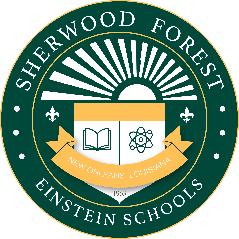 SHERWOOD FOREST
NEW ORLEANS, LOUISIANA
EINSTEIN SCHOOLS